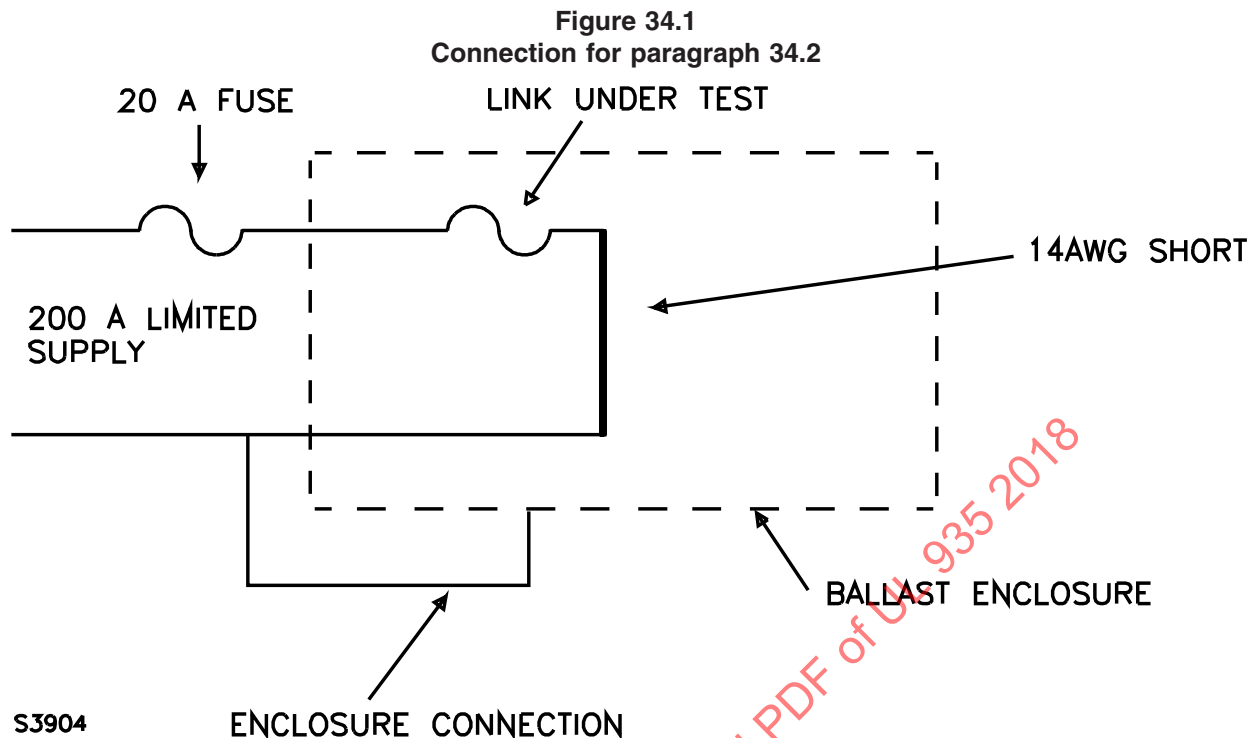 Figure 34.1
Connection for paragraph 34.2
20 A FUSE
LINK UNDER TEST
14AWG SHORT
200 A LIMITED
SUPPLY
BALLAST ENCLOSURE
ENCLOSURE CONNECTION
S3904
PDF of UL 935 2018